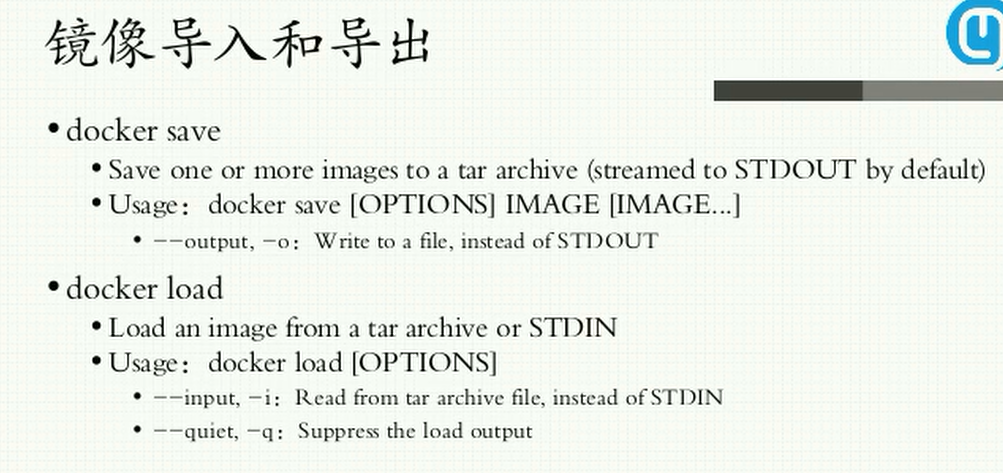 镜像导入和导出
•docker save
•Save one or more images to a tar archive (streamed to STDOUT by default)
•Usage：docker save [OPTIONS] IMAGE [IMAGE...]
•--output, -o：Write to a file, instead of STDOUT
•docker load
•Load an image from a tar archive or STDIN
•Usage：docker load [OPTIONS]
•--input, -i：Read from tar archive file, instead of STDIN
•--quiet, -q：Suppress the load output